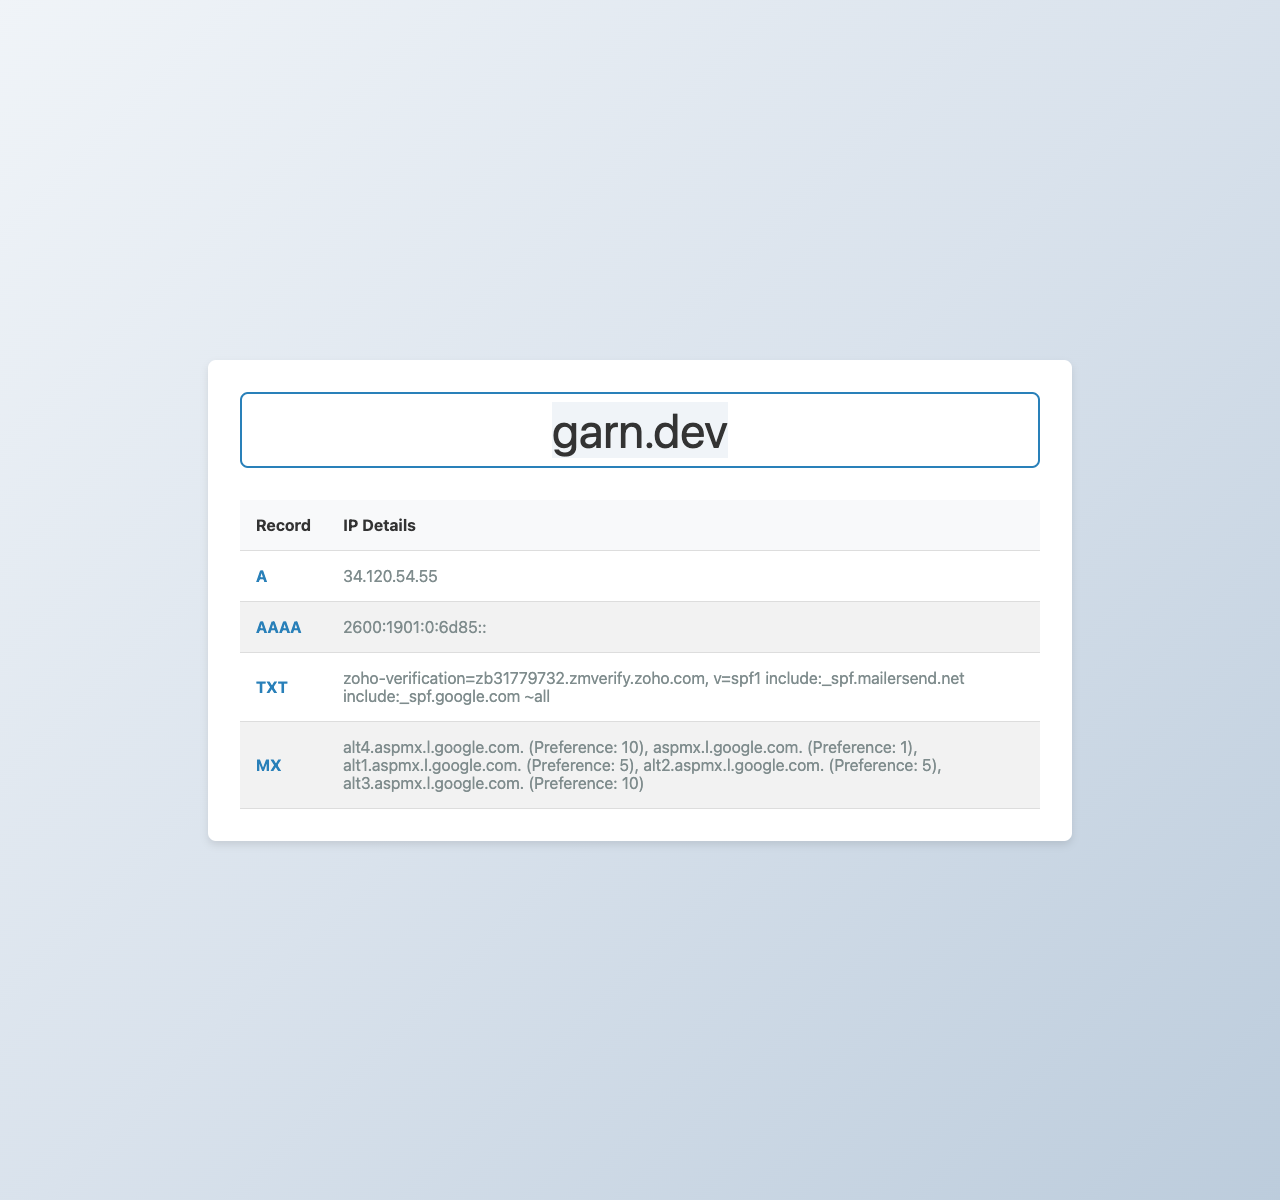 garn.dev
Record IP Details
A 34.120.54.55
AAAA 2600:1901:0:6d85::
TXT zoho-verification=zb31779732.zmverify.zoho.com, v=spf1 include:_spf.mailersend.net
include:_spf.google.com ~all
MX alt4.aspmx.l.google.com. (Preference: 10), aspmx.l.google.com. (Preference: 1),
alt1.aspmx.l.google.com. (Preference: 5), alt2.aspmx.l.google.com. (Preference: 5),
alt3.aspmx.l.google.com. (Preference: 10)